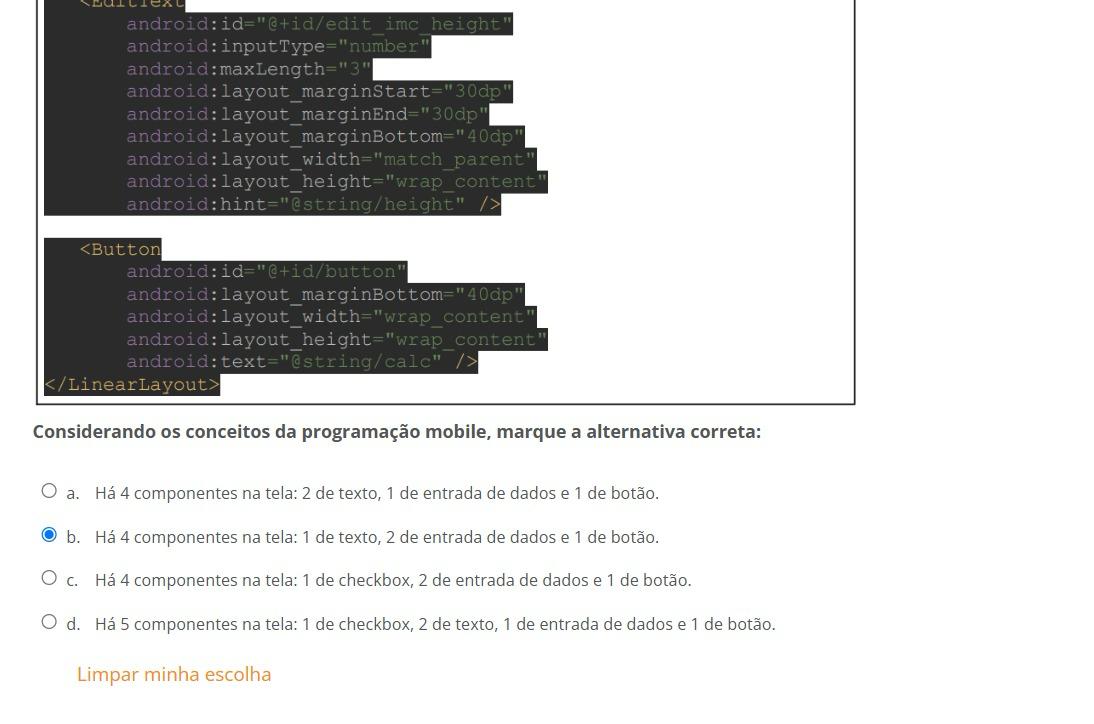 <EditText
android:id="@+id/edit_imc_height"
android:inputType="number"
android:maxLength="3"
android:layout_marginStart="30dp"
android:layout_marginEnd="30dp"
android:layout_marginBottom="40dp"
android:layout_width="match_parent"
android:layout_height="wrap_content"
android:hint="@string/height" />
<Button
android:id="@+id/button"
android:layout_marginBottom="40dp"
android:layout_width="wrap_content"
android:layout_height="wrap_content"
android:text="@string/calc" />
</LinearLayout>
Considerando os conceitos da programação mobile, marque a alternativa correta:
a. Há 4 componentes na tela: 2 de texto, 1 de entrada de dados e 1 de botão.
b. Há 4 componentes na tela: 1 de texto, 2 de entrada de dados e 1 de botão.
c. Há 4 componentes na tela: 1 de checkbox, 2 de entrada de dados e 1 de botão.
d. Há 5 componentes na tela: 1 de checkbox, 2 de texto, 1 de entrada de dados e 1 de botão.
Limpar minha escolha